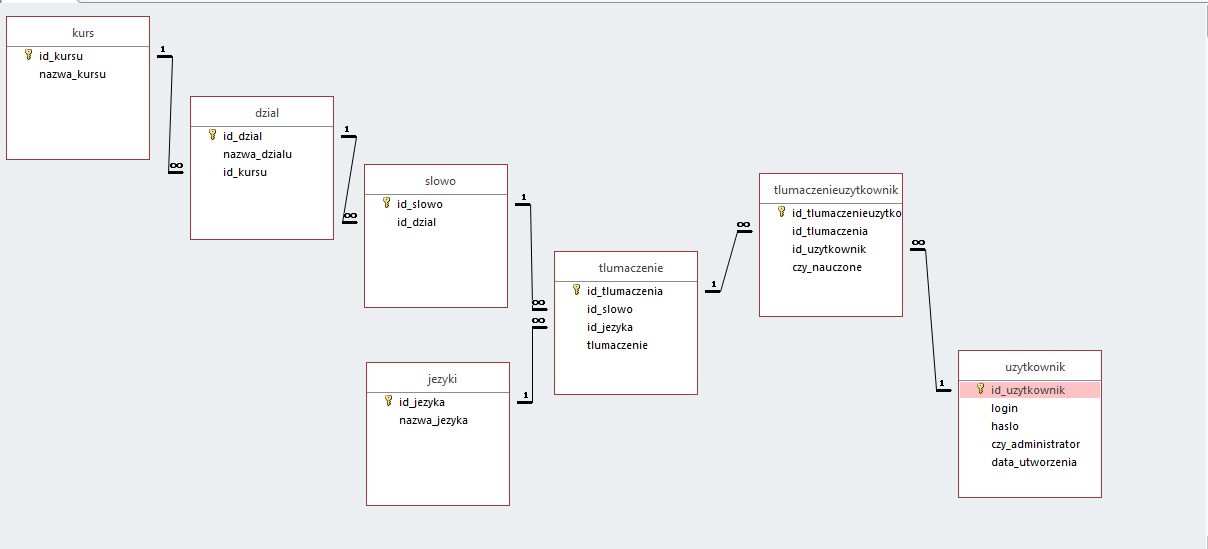 kurs
id_kursu
nazwa_kursu
1
∞
dzial
id_dzial
nazwa_dzialu
id_kursu
1
∞
slowo
id_slowo
id_dzial
1
∞
∞
tlumaczenie
id_tlumaczenia
id_slowo
id_jezyka
tlumaczenie
jezyki
id_jezyka
nazwa_jezyka
1
1
∞
tlumaczenieuzytkownik
id_tlumaczenieuzytko
id_tlumaczenia
id_uzytkownik
czy_nauczone
∞
1
uzytkownik
id_uzytkownik
login
haslo
czy_administrator
data_utworzenia